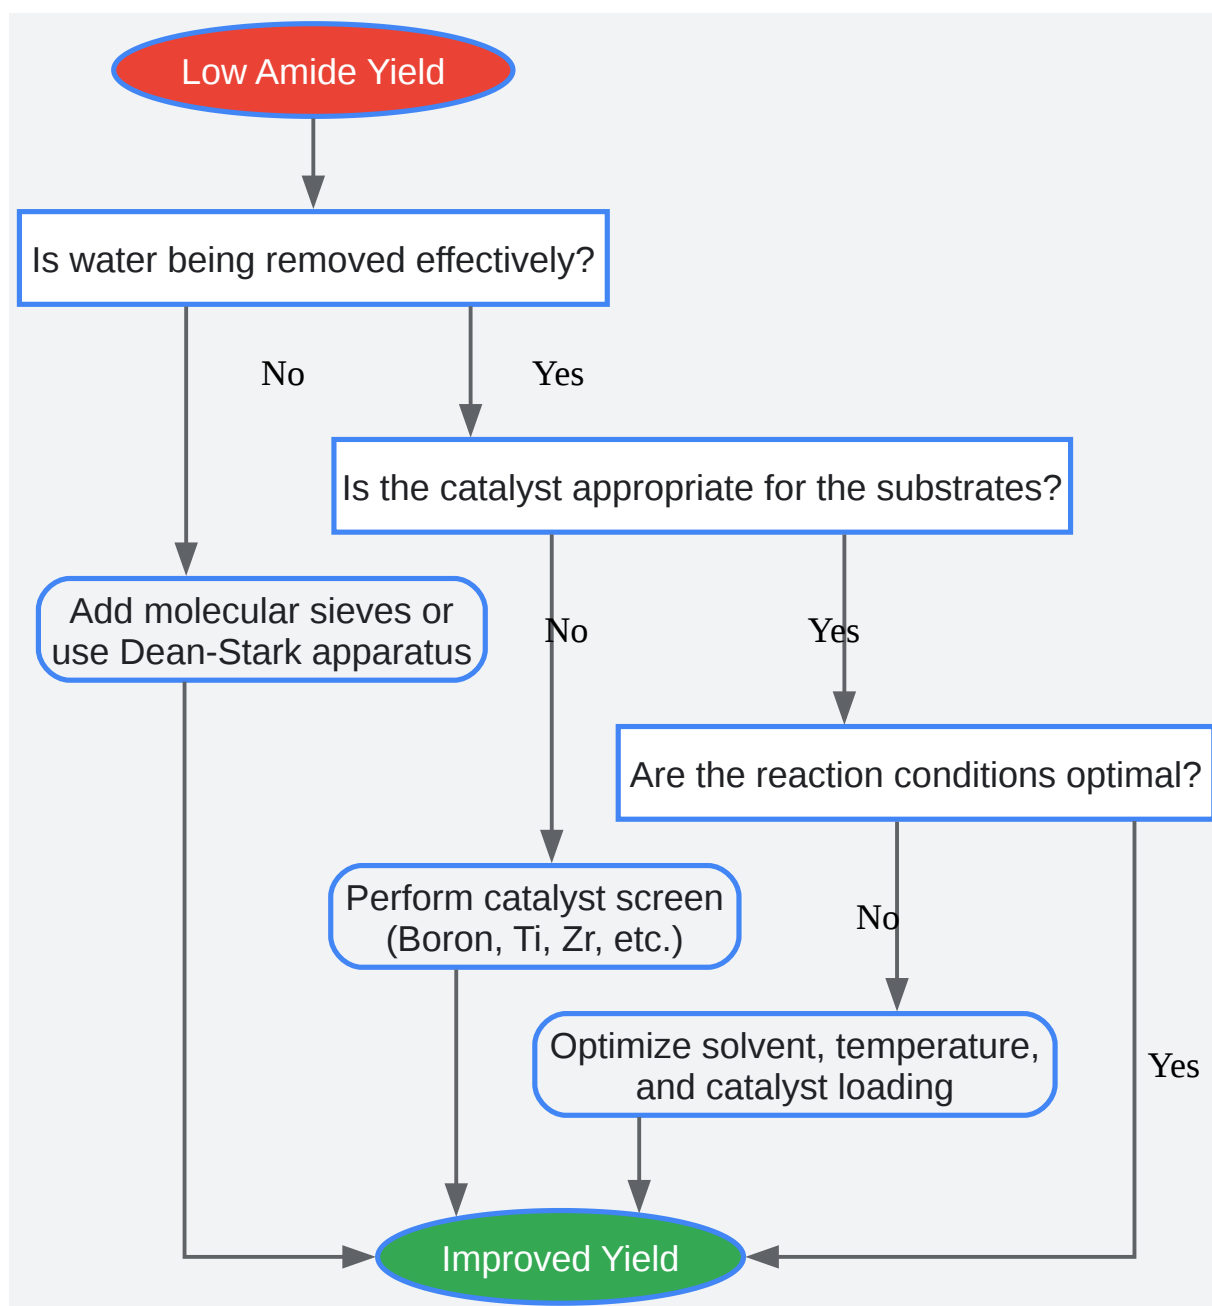 Low Amide Yield
Is water being removed effectively?
No
Yes
Is the catalyst appropriate for the substrates?
Add molecular sieves or
use Dean-Stark apparatus
No
Yes
Are the reaction conditions optimal?
Perform catalyst screen
(Boron, Ti, Zr, etc.)
No
Optimize solvent, temperature,
and catalyst loading
Yes
Improved Yield